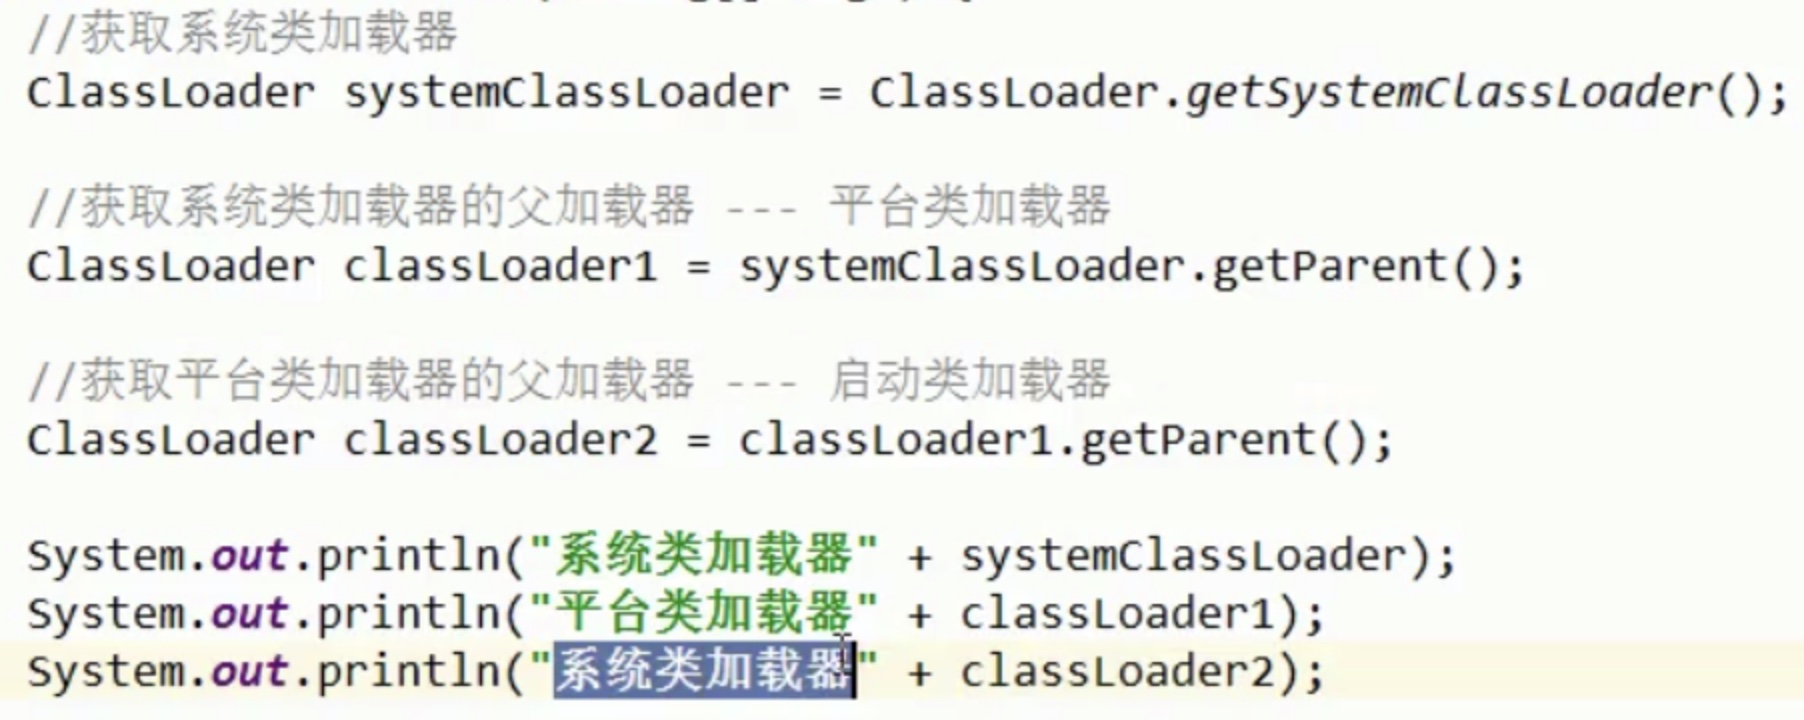 //获取系统类加载器
ClassLoader systemClassLoader = ClassLoader.getSystemClassLoader();
//获取系统类加载器的父加载器 --- 平台类加载器
ClassLoader classLoader1 = systemClassLoader.getParent();
//获取平台类加载器的父加载器 --- 启动类加载器
ClassLoader classLoader2 = classLoader1.getParent();
System.out.println("系统类加载器" + systemClassLoader);
System.out.println("平台类加载器" + classLoader1);
System.out.println("系统类加载器" + classLoader2);